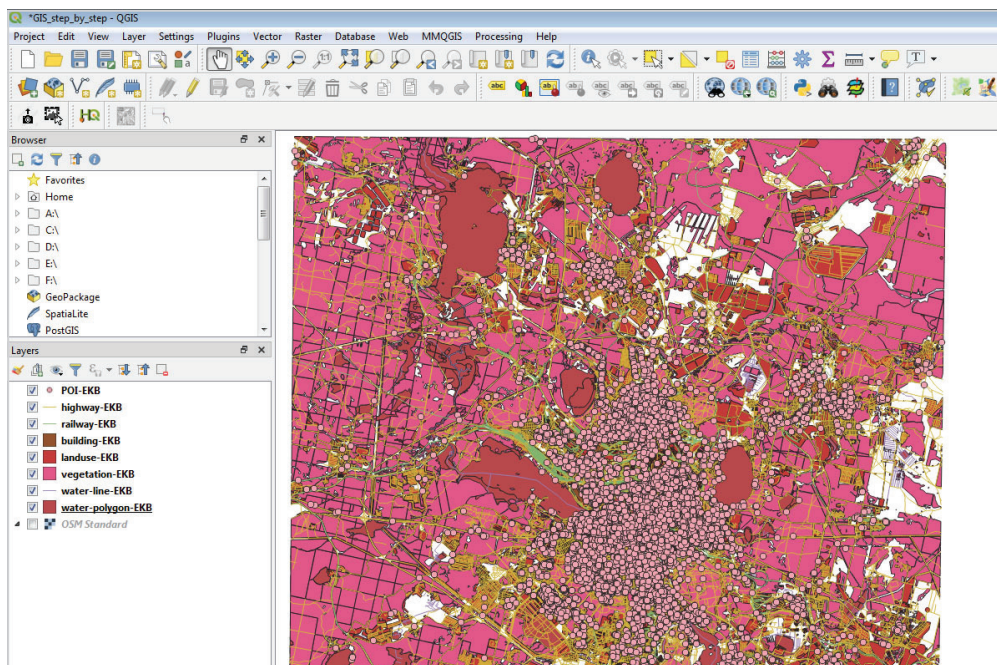 *GIS_step_by_step - QGIS
Project Edit View Layer Settings Plugins Vector Raster Database Web MMQGIS Processing Help
Browser
Favorites
Home
A:\
C:\
D:\
E:\
F:\
GeoPackage
SpatiaLite
PostGIS
Layers
POI-EKB
highway-EKB
railway-EKB
building-EKB
landuse-EKB
vegetation-EKB
water-line-EKB
water-polygon-EKB
OSM Standard